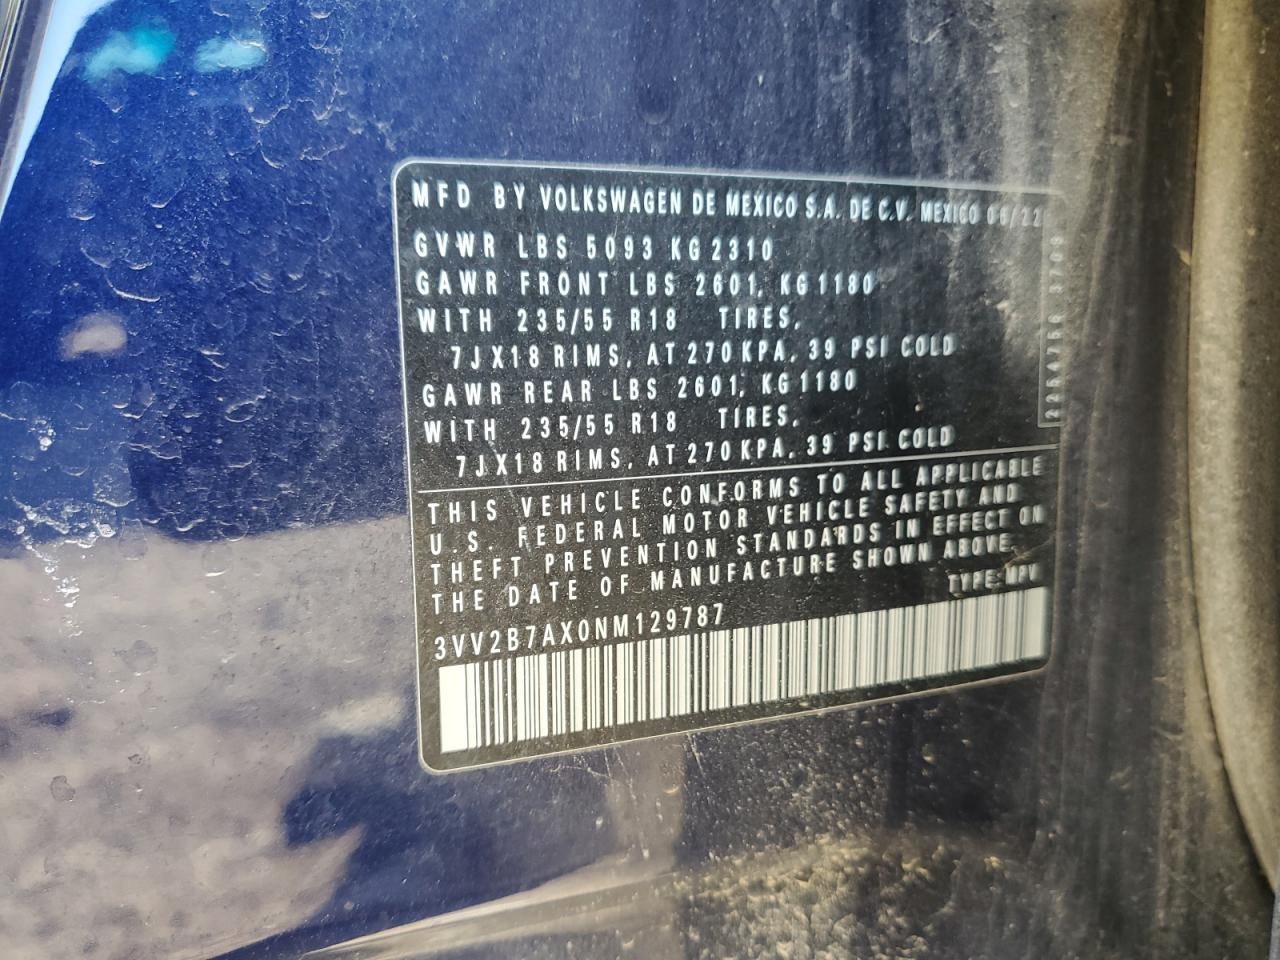 MFD BY VOLKSWAGEN DE MEXICO S.A. DE C.V. MEXICO 06/22
GVWR LBS 5093 KG 2310
GAWR FRONT LBS 2601, KG 1180
WITH 235/55 R18 TIRES,
7JX18 RIMS, AT 270 KPA, 39 PSI COLD
GAWR REAR LBS 2601, KG 1180
WITH 235/55 R18 TIRES,
7JX18 RIMS, AT 270 KPA, 39 PSI COLD
THIS VEHICLE CONFORMS TO ALL APPLICABLE
U.S. FEDERAL MOTOR VEHICLE SAFETY AND
THEFT PREVENTION STANDARDS IN EFFECT ON
THE DATE OF MANUFACTURE SHOWN ABOVE.
TYPE: MPV
3VV2B7AX0NM129787